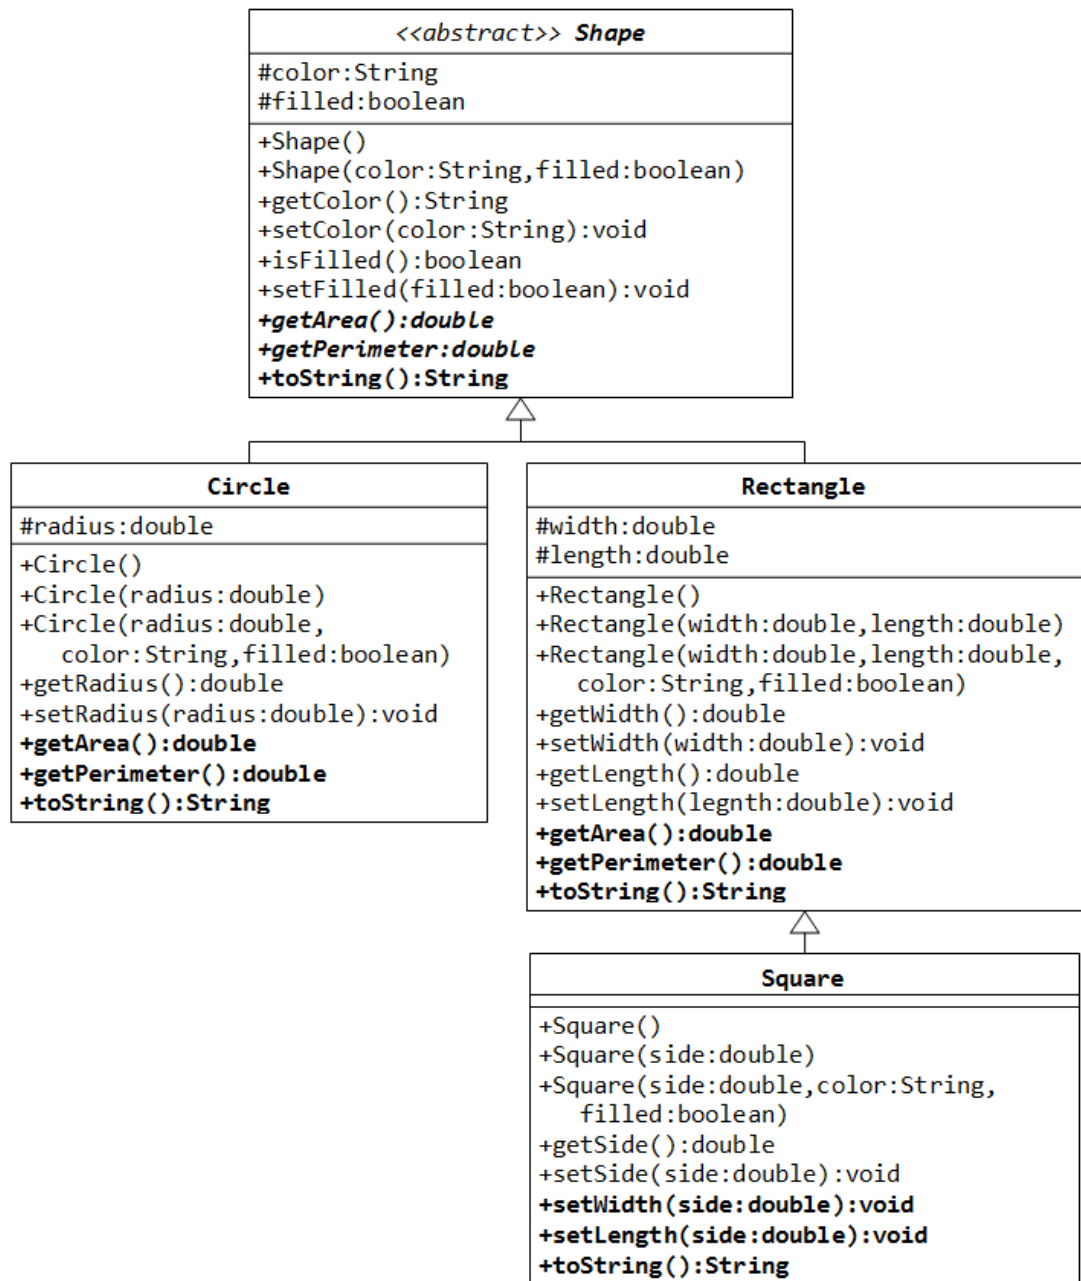 <<abstract>> Shape
#color:String
#filled:boolean
+Shape()
+Shape(color:String,filled:boolean)
+getColor():String
+setColor(color:String):void
+isFilled():boolean
+setFilled(filled:boolean):void
+getArea():double
+getPerimeter:double
+toString():String
Circle
#radius:double
+Circle()
+Circle(radius:double)
+Circle(radius:double,
color:String,filled:boolean)
+getRadius():double
+setRadius(radius:double):void
+getArea():double
+getPerimeter():double
+toString():String
Rectangle
#width:double
#length:double
+Rectangle()
+Rectangle(width:double,length:double)
+Rectangle(width:double,length:double,
color:String,filled:boolean)
+getWidth():double
+setWidth(width:double):void
+getLength():double
+setLength(legnth:double):void
+getArea():double
+getPerimeter():double
+toString():String
Square
+Square()
+Square(side:double)
+Square(side:double,color:String,
filled:boolean)
+getSide():double
+setSide(side:double):void
+setWidth(side:double):void
+setLength(side:double):void
+toString():String